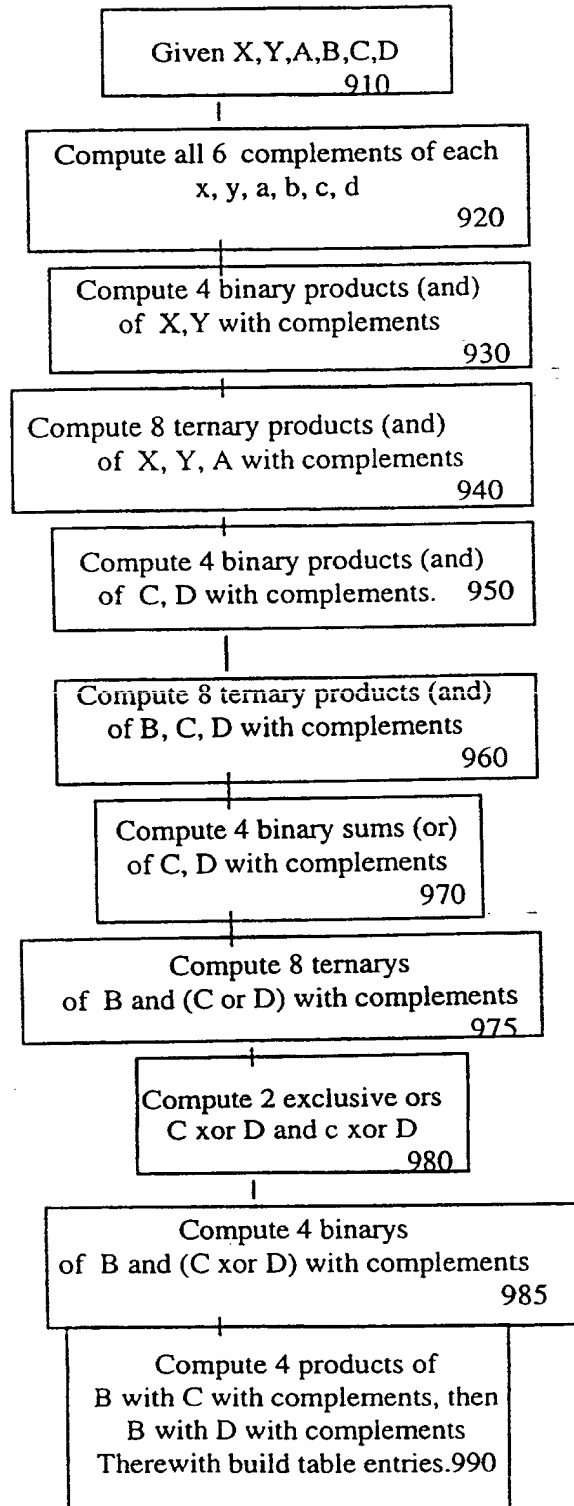 Given X,Y,A,B,C,D
910
Compute all 6 complements of each
x, y, a, b, c, d
920
Compute 4 binary products (and)
of X,Y with complements
930
Compute 8 ternary products (and)
of X, Y, A with complements
940
Compute 4 binary products (and)
of C, D with complements. 950
Compute 8 ternary products (and)
of B, C, D with complements
960
Compute 4 binary sums (or)
of C, D with complements
970
Compute 8 ternarys
of B and (C or D) with complements
975
Compute 2 exclusive ors
C xor D and c xor D
980
Compute 4 binarys
of B and (C xor D) with complements
985
Compute 4 products of
B with C with complements, then
B with D with complements
Therewith build table entries.990